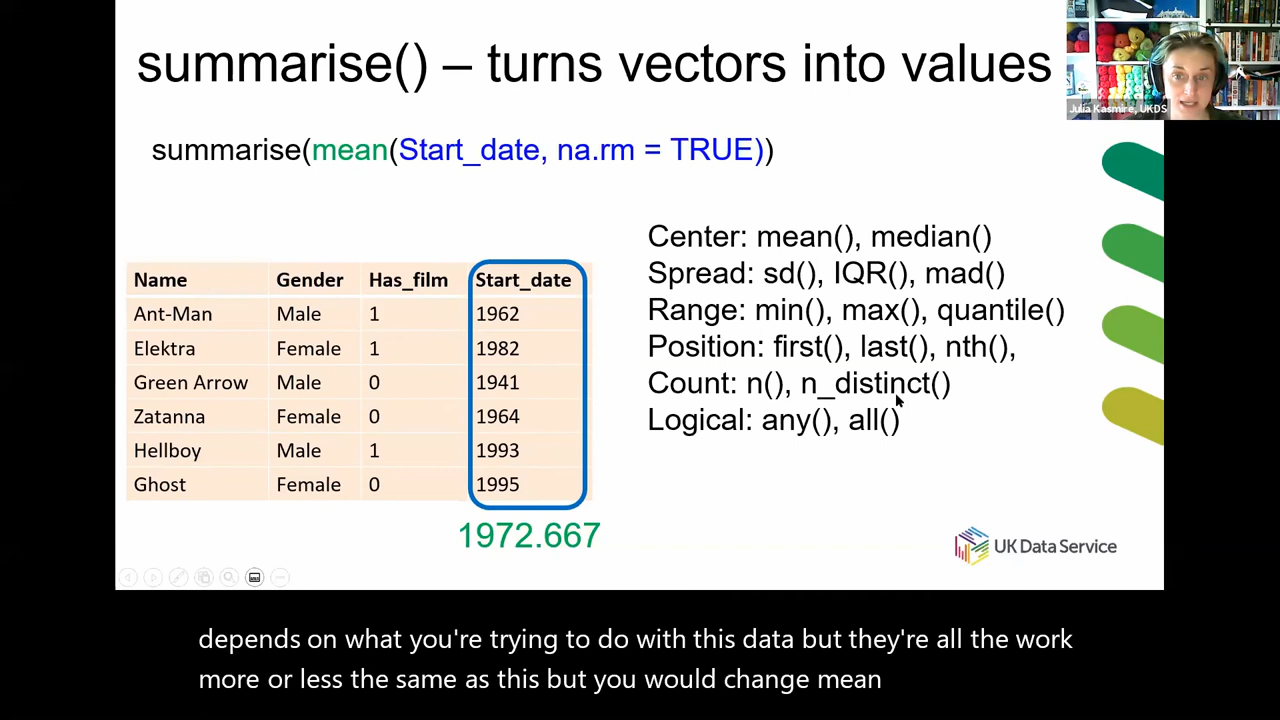 summarise() – turns vectors into values
Julia Kasmire, UKDS
summarise(mean(Start_date, na.rm = TRUE))
Center: mean(), median()
Spread: sd(), IQR(), mad()
Range: min(), max(), quantile()
Position: first(), last(), nth(),
Count: n(), n_distinct()
Logical: any(), all()
Name Gender Has_film Start_date
Ant-Man Male 1 1962
Elektra Female 1 1982
Green Arrow Male 0 1941
Zatanna Female 0 1964
Hellboy Male 1 1993
Ghost Female 0 1995
1972.667
UK Data Service
depends on what you're trying to do with this data but they're all the work
more or less the same as this but you would change mean